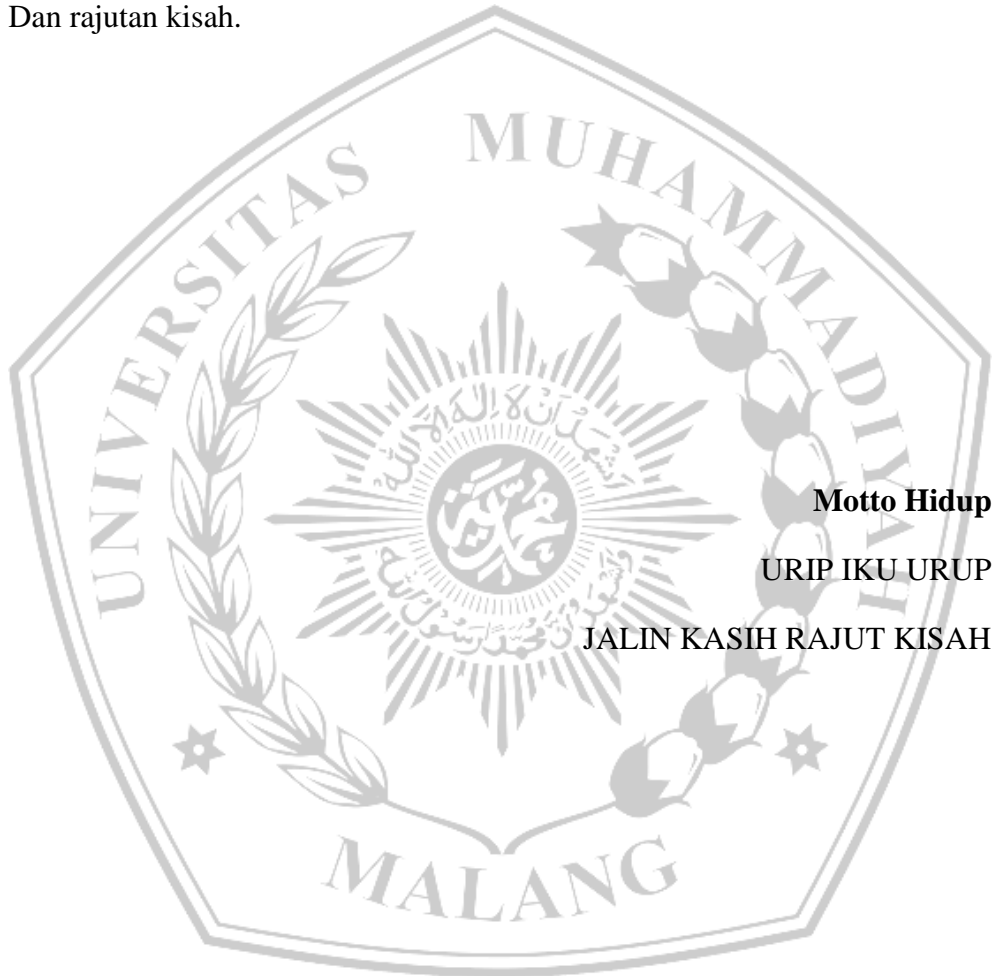 Dan rajutan kisah.
UNIVERSITAS MUHAMMADIYAH
Motto Hidup
URIP IKU URUP
JALIN KASIH RAJUT KISAH
MALANG